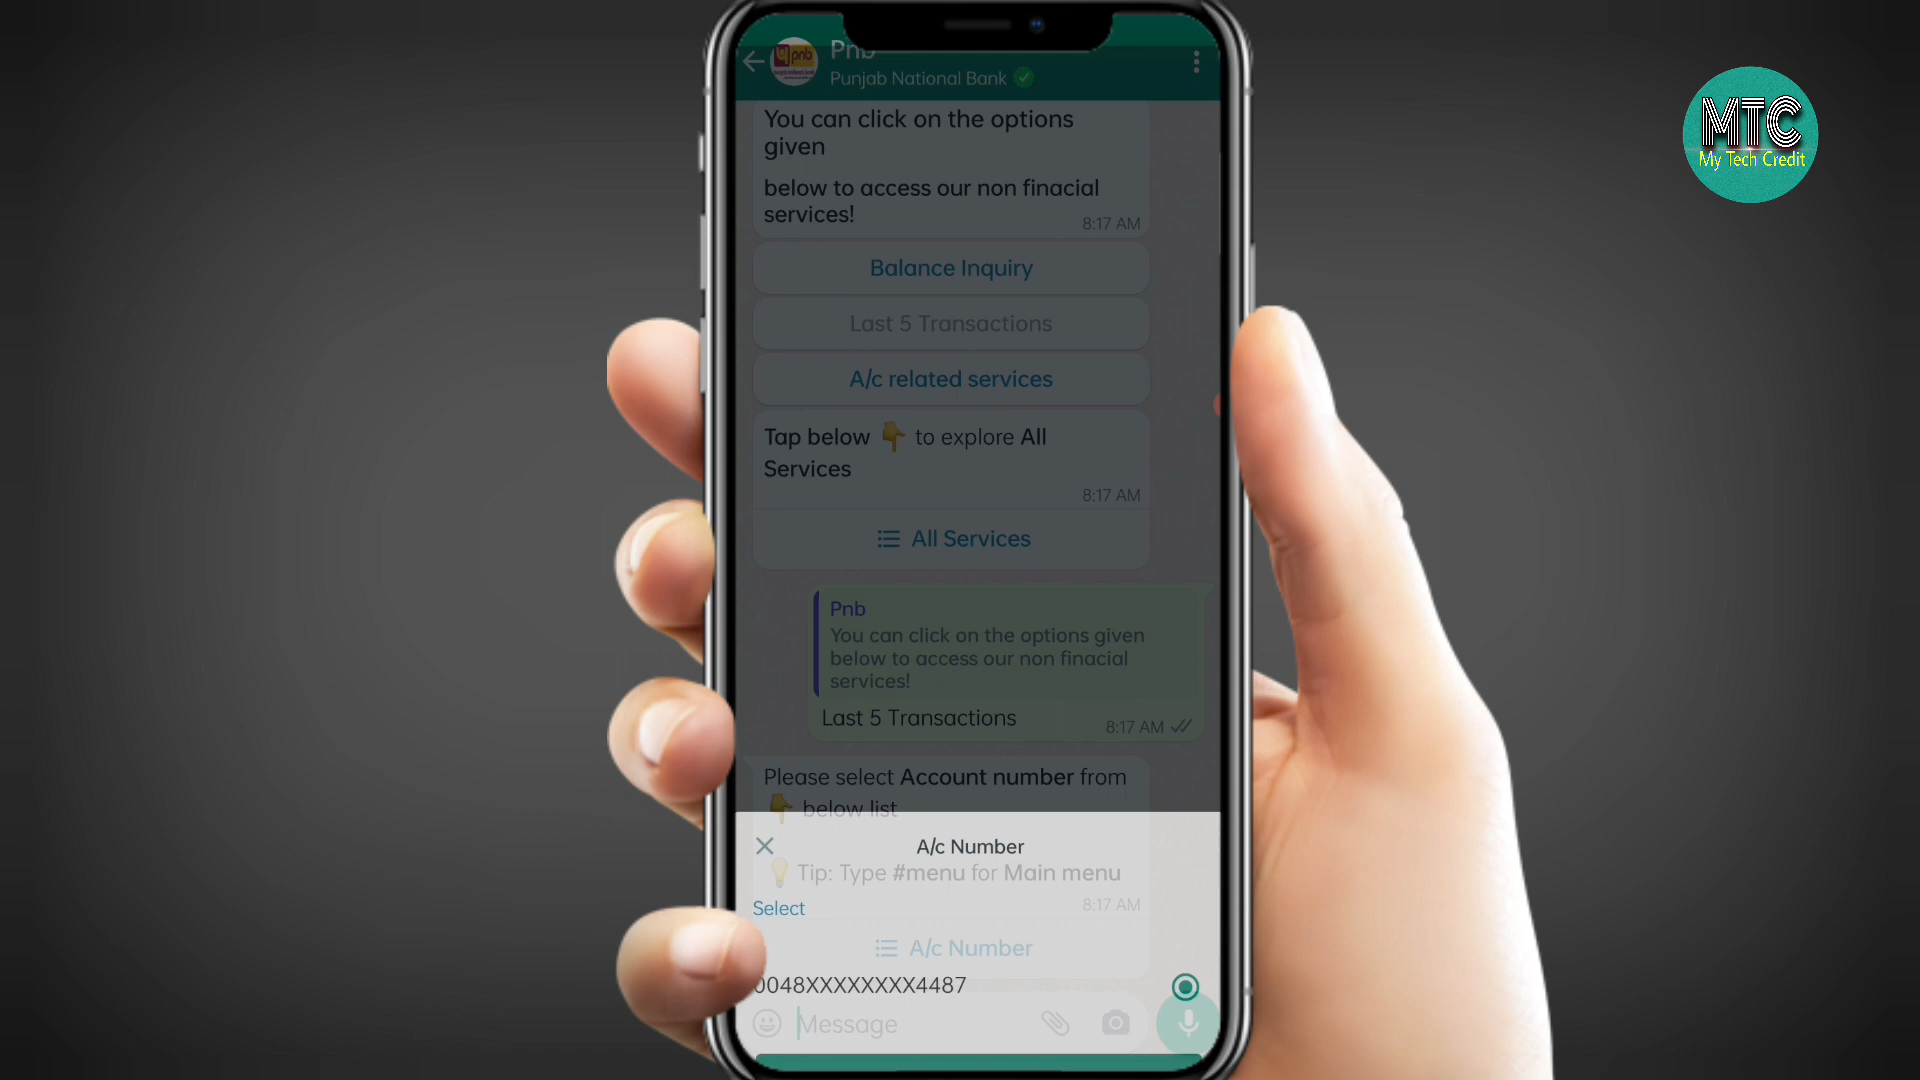 Pnb
Punjab National Bank
pnb
MTC
My Tech Credit
You can click on the options
given
below to access our non finacial
services!
8:17 AM
Balance Inquiry
Last 5 Transactions
A/c related services
Tap below 👇 to explore All
Services
8:17 AM
All Services
Pnb
You can click on the options given
below to access our non finacial
services!
Last 5 Transactions
8:17 AM
Please select Account number from
👇 below list
A/c Number
💡 Tip: Type #menu for Main menu
8:17 AM
Select
A/c Number
0048XXXXXXXX4487
Message